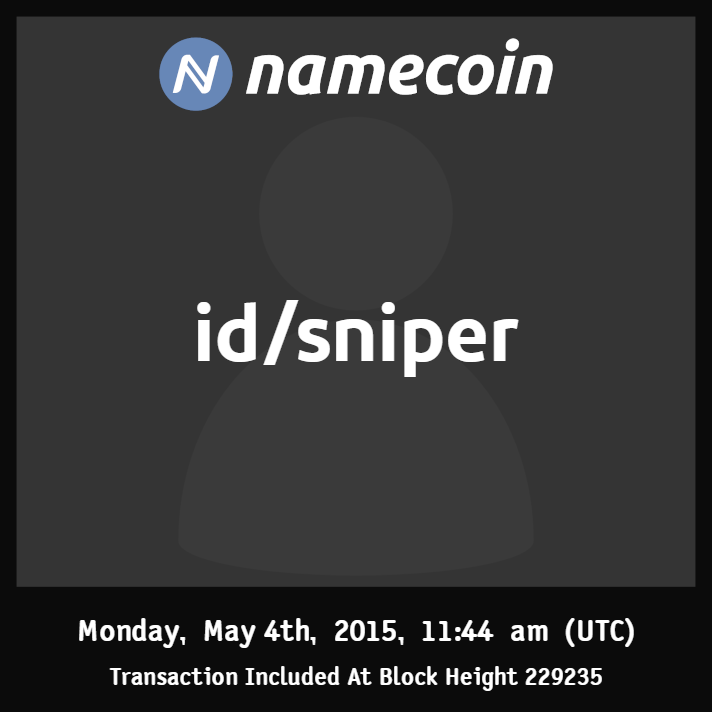 namecoin
id/sniper
Monday, May 4th, 2015, 11:44 am (UTC)
Transaction Included At Block Height 229235